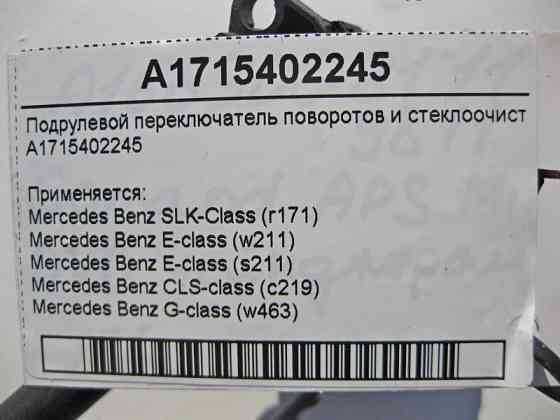 A1715402245
Подрулевой переключатель поворотов и стеклоочист
A1715402245
Применяется:
Mercedes Benz SLK-Class (r171)
Mercedes Benz E-class (w211)
Mercedes Benz E-class (s211)
Mercedes Benz CLS-class (c219)
Mercedes Benz G-class (w463)